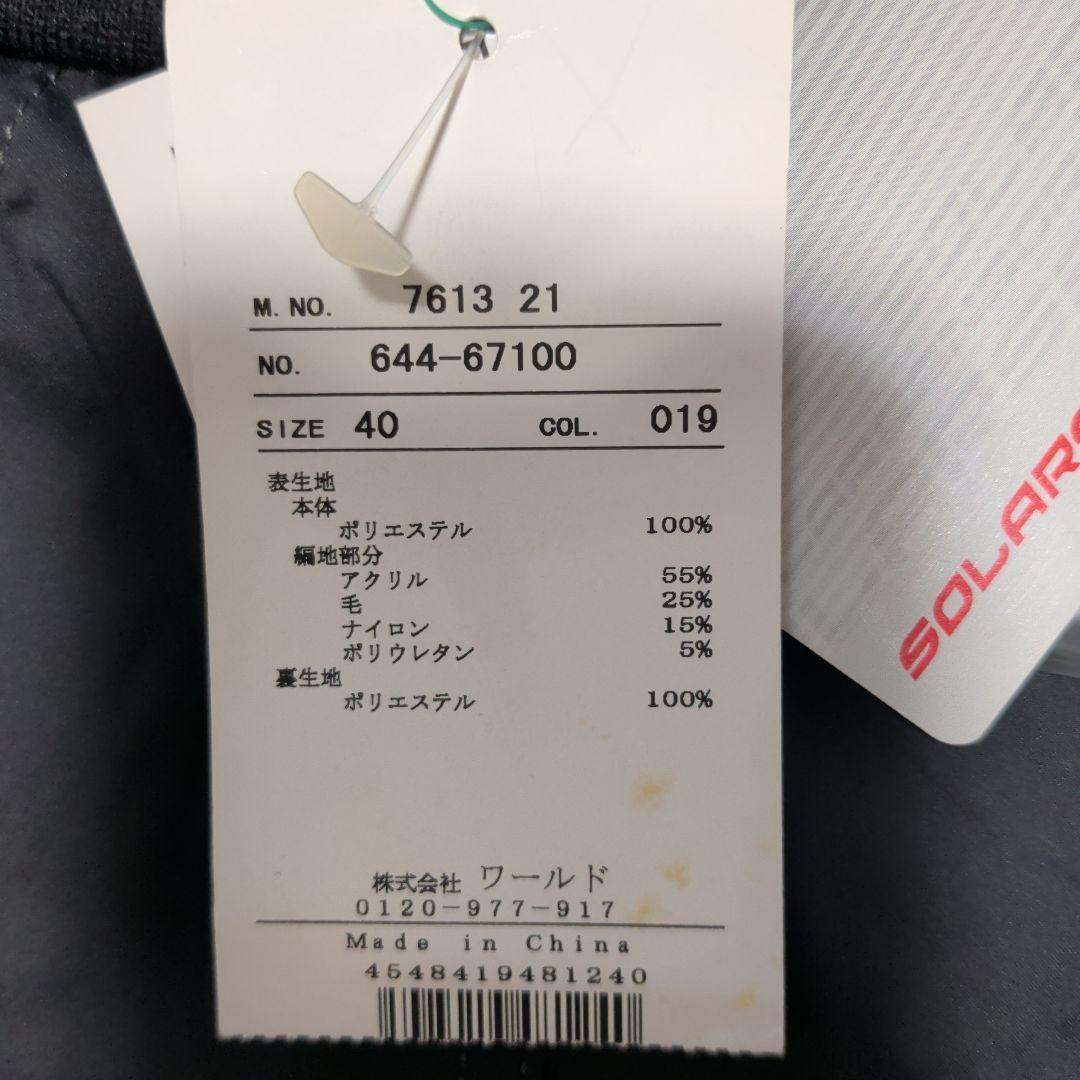 M. NO. 7613 21
NO. 644-67100
SIZE 40 COL. 019
表生地
本体
ポリエステル 100%
編地部分
アクリル 55%
毛 25%
ナイロン 15%
ポリウレタン 5%
裏生地
ポリエステル 100%
株式会社 ワールド
0120-977-917
Made in China
4548419481240